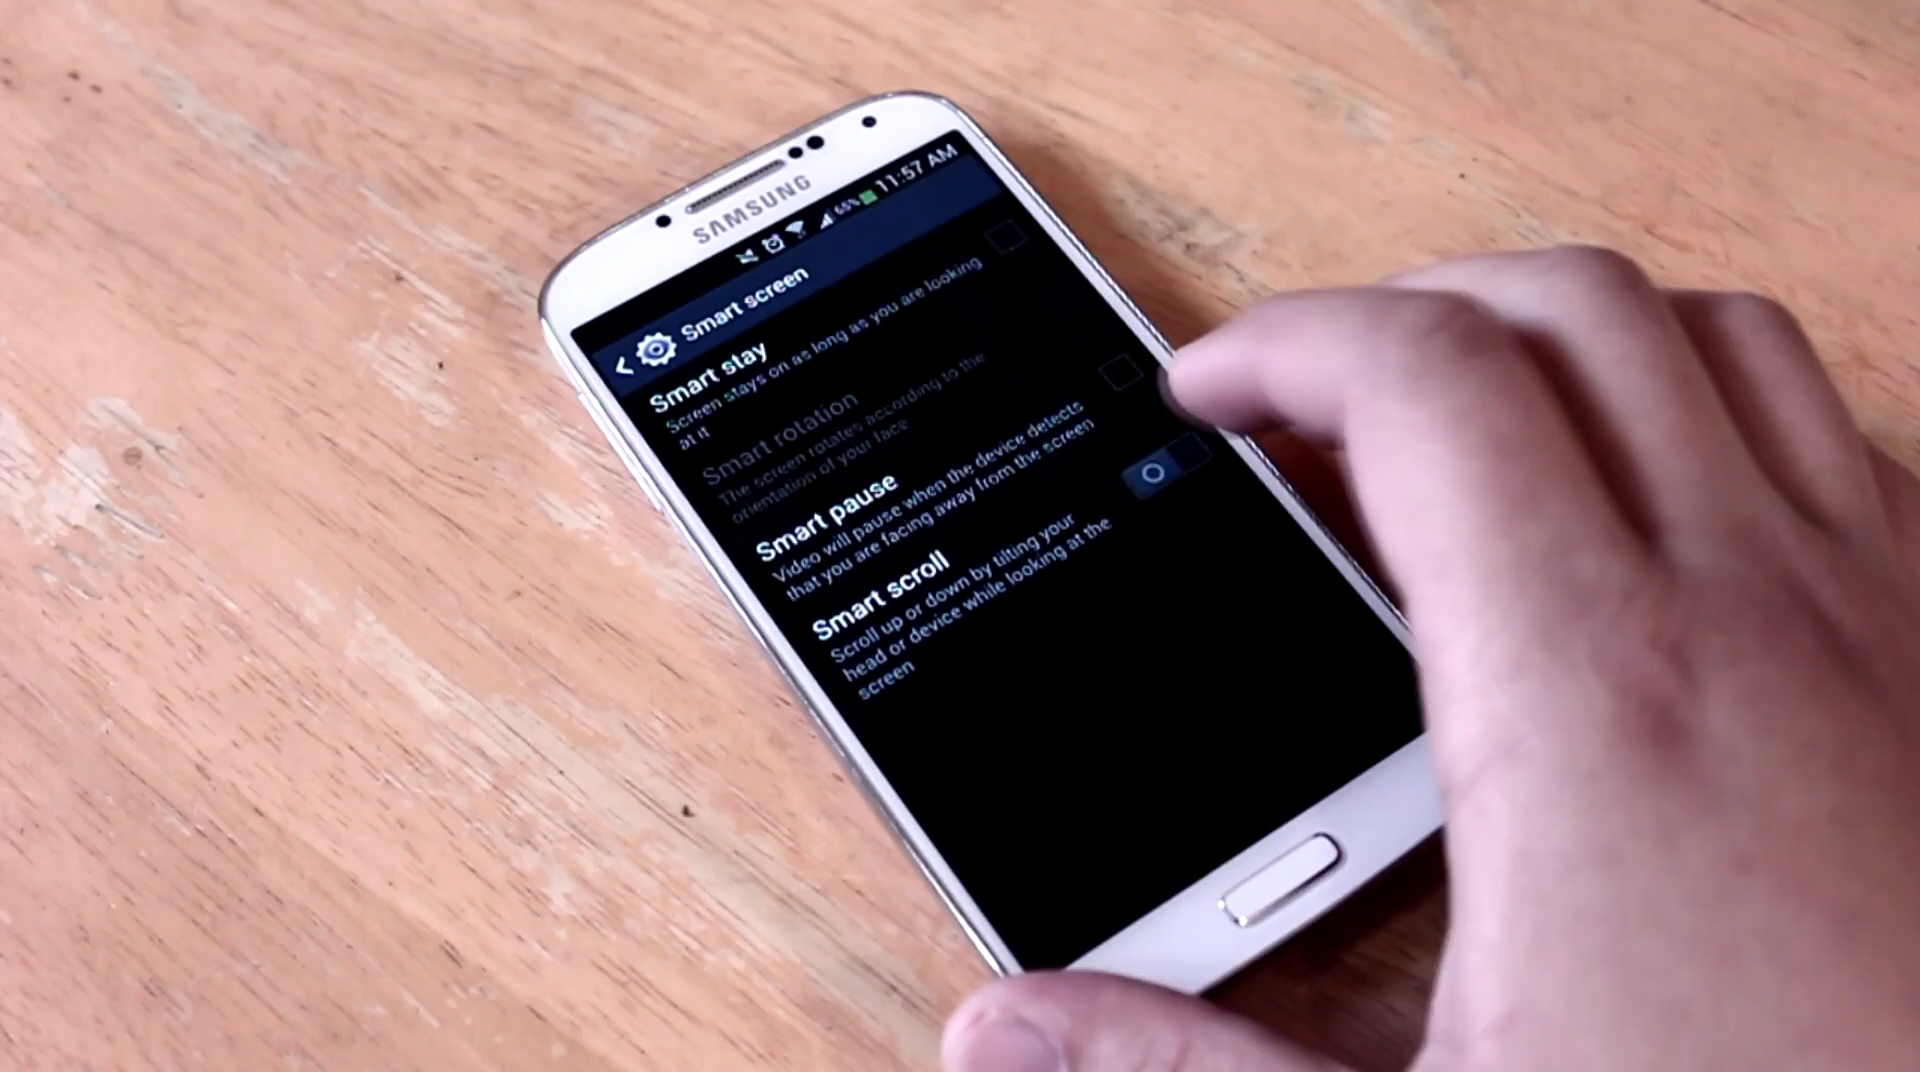 SAMSUNG
65% 11:57 AM
Smart screen
Smart stay
Screen stays on as long as you are looking
at it
Smart rotation
The screen rotates according to the
orientation of your face
Smart pause
Video will pause when the device detects
that you are facing away from the screen
Smart scroll
Scroll up or down by tilting your
head or device while looking at the
screen